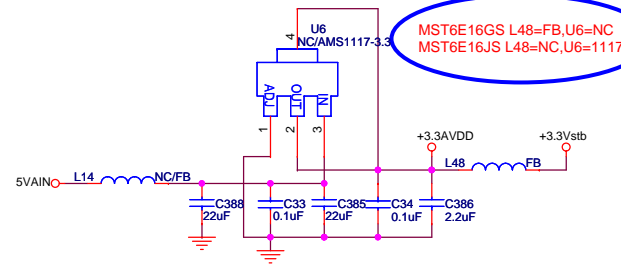 U6
NC/AMS1117-3.3
MST6E16GS L48=FB,U6=NC
MST6E16JS L48=NC,U6=1117
4
ADJ
OUT
IN
1
2
3
+3.3AVDD
+3.3Vstb
5VAIN
L14
NC/FB
L48
FB
C388
22uF
C33
0.1uF
C385
22uF
C34
0.1uF
C386
2.2uF